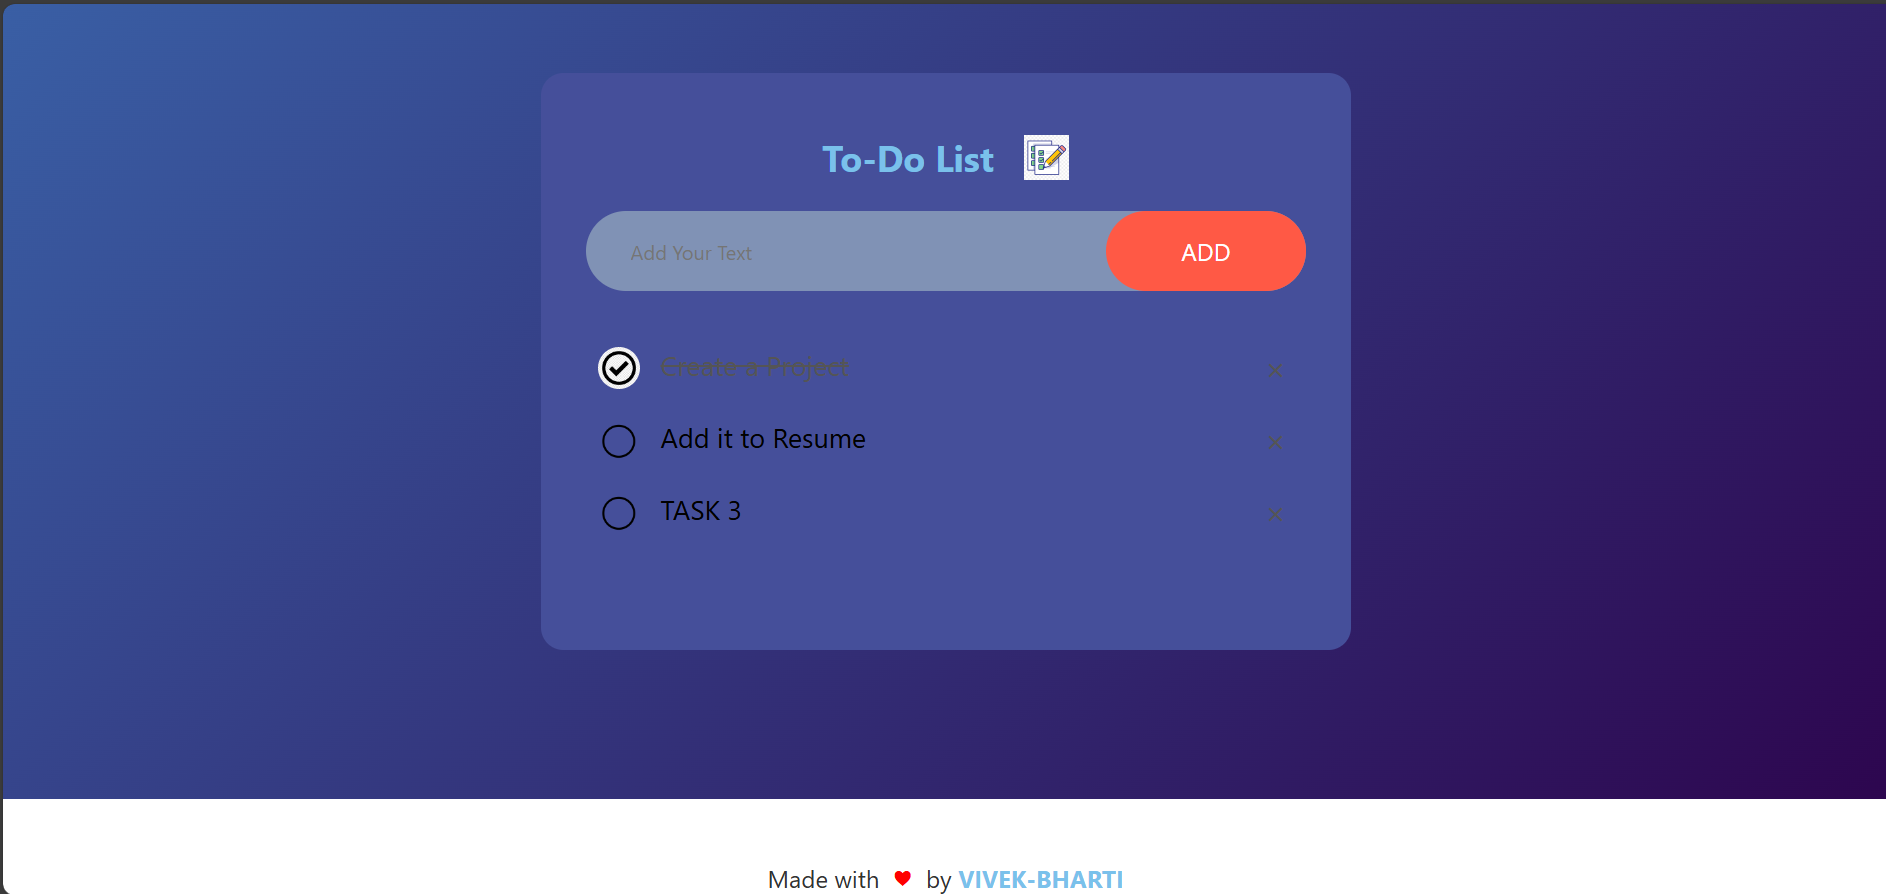 To-Do List
Add Your Text
ADD
Create a Project
×
Add it to Resume
×
TASK 3
×
Made with ♥ by VIVEK-BHARTI